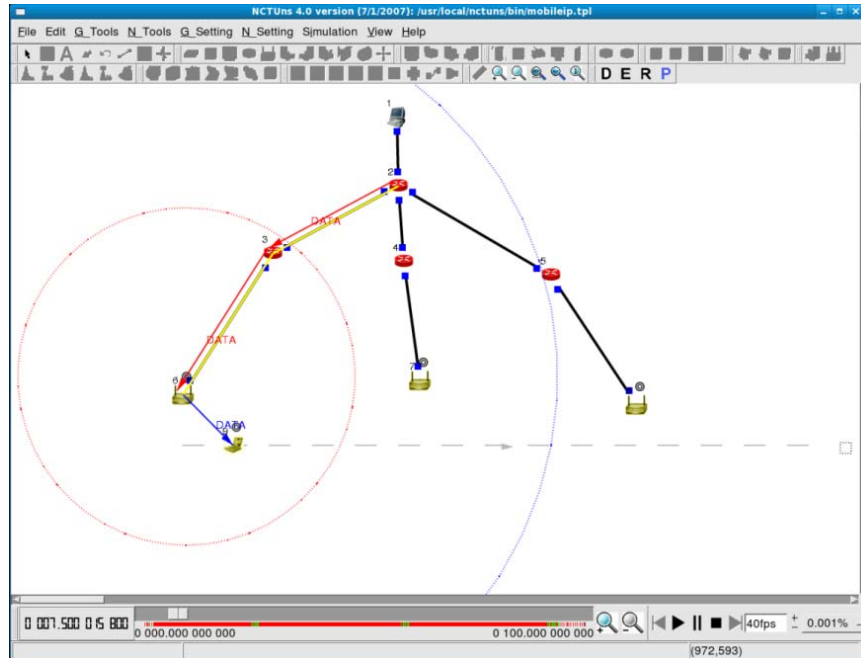 NCTUns 4.0 version (7/1/2007): /usr/local/nctuns/bin/mobileip.tpl
File Edit G_Tools N_Tools G_Setting N_Setting Simulation View Help
D E R P
1
2
DATA
3
4
5
DATA
6
7
DATA
9
0 007.500 015 800
0 000.000 000 000
0 100.000 000 000
40fps
+
-
0.001%
(972,593)